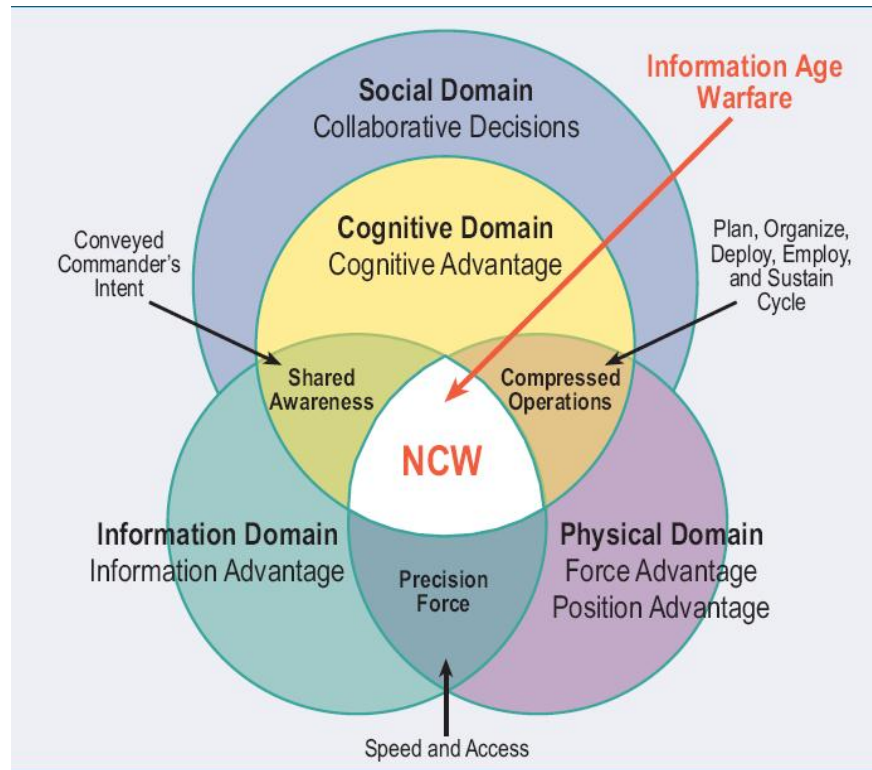 Information Age
Warfare
Social Domain
Collaborative Decisions
Cognitive Domain
Cognitive Advantage
Conveyed
Commander's
Intent
Plan, Organize,
Deploy, Employ,
and Sustain
Cycle
Shared
Awareness
Compressed
Operations
NCW
Information Domain
Information Advantage
Physical Domain
Force Advantage
Position Advantage
Precision
Force
Speed and Access